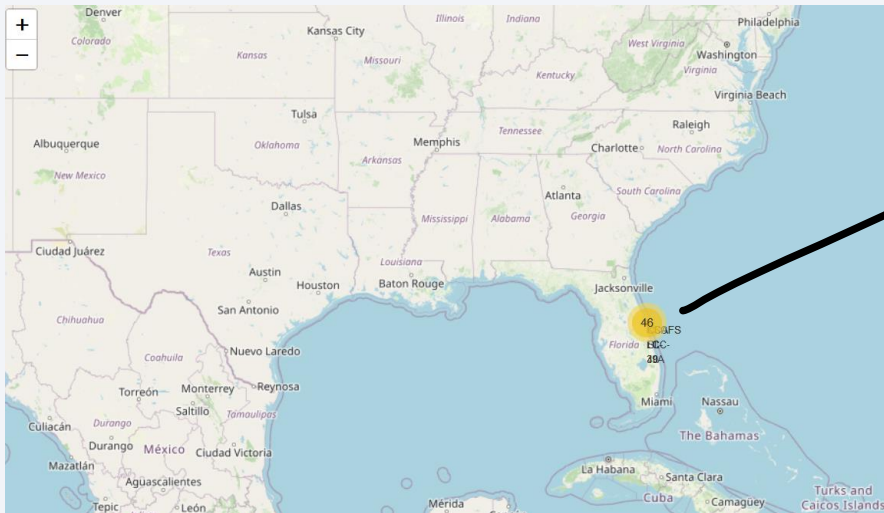 +
−
Denver
Colorado
Kansas City
Kansas
Missouri
Illinois
Indiana
Philadelphia
West Virginia
Washington
Virginia
Kentucky
Virginia Beach
Tulsa
Albuquerque
New Mexico
Oklahoma
Arkansas
Memphis
Tennessee
Raleigh
Charlotte
North Carolina
South Carolina
Atlanta
Dallas
Mississippi
Alabama
Georgia
Ciudad Juárez
Texas
Louisiana
Austin
Houston
Baton Rouge
Jacksonville
San Antonio
Chihuahua
46
Florida
Coahuila
Nuevo Laredo
Torreón
Monterrey
Reynosa
Saltillo
Tamaulipas
Miami
Nassau
Culiacán
Durango
Durango
México
Ciudad Victoria
The Bahamas
Mazatlán
La Habana
Santa Clara
Aguascalientes
Cuba
Camagüey
Turks and
Caicos Islands
Tepic
León
Mérida